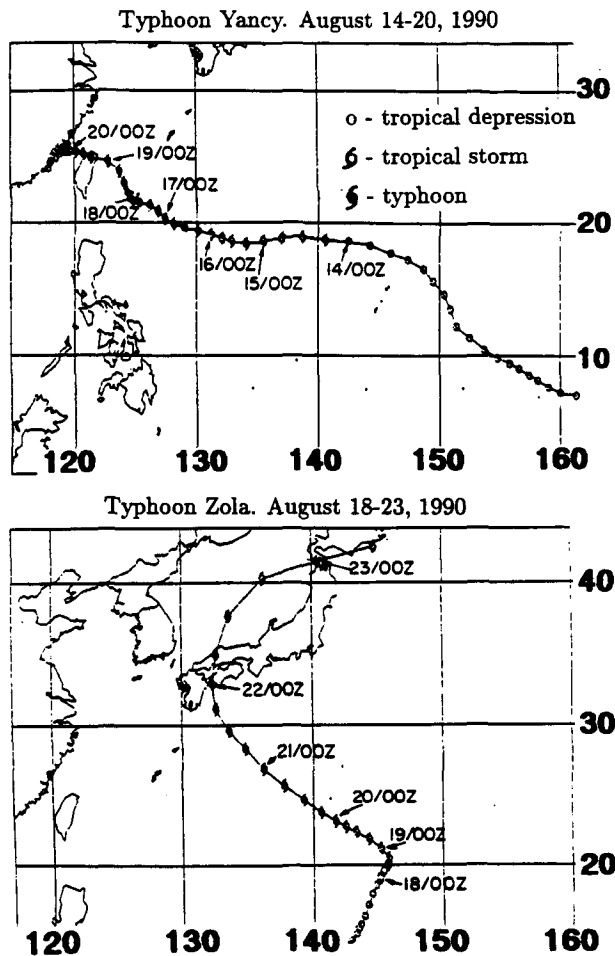 Typhoon Yancy. August 14-20, 1990
30
o - tropical depression
20/00Z
- tropical storm
19/00Z
17/00Z
- typhoon
18/00Z
20
16/00Z
14/00Z
15/00Z
10
120 130 140 150 160
Typhoon Zola. August 18-23, 1990
23/00Z
40
22/00Z
30
21/00Z
20/00Z
19/00Z
20
18/00Z
120 130 140 150 160